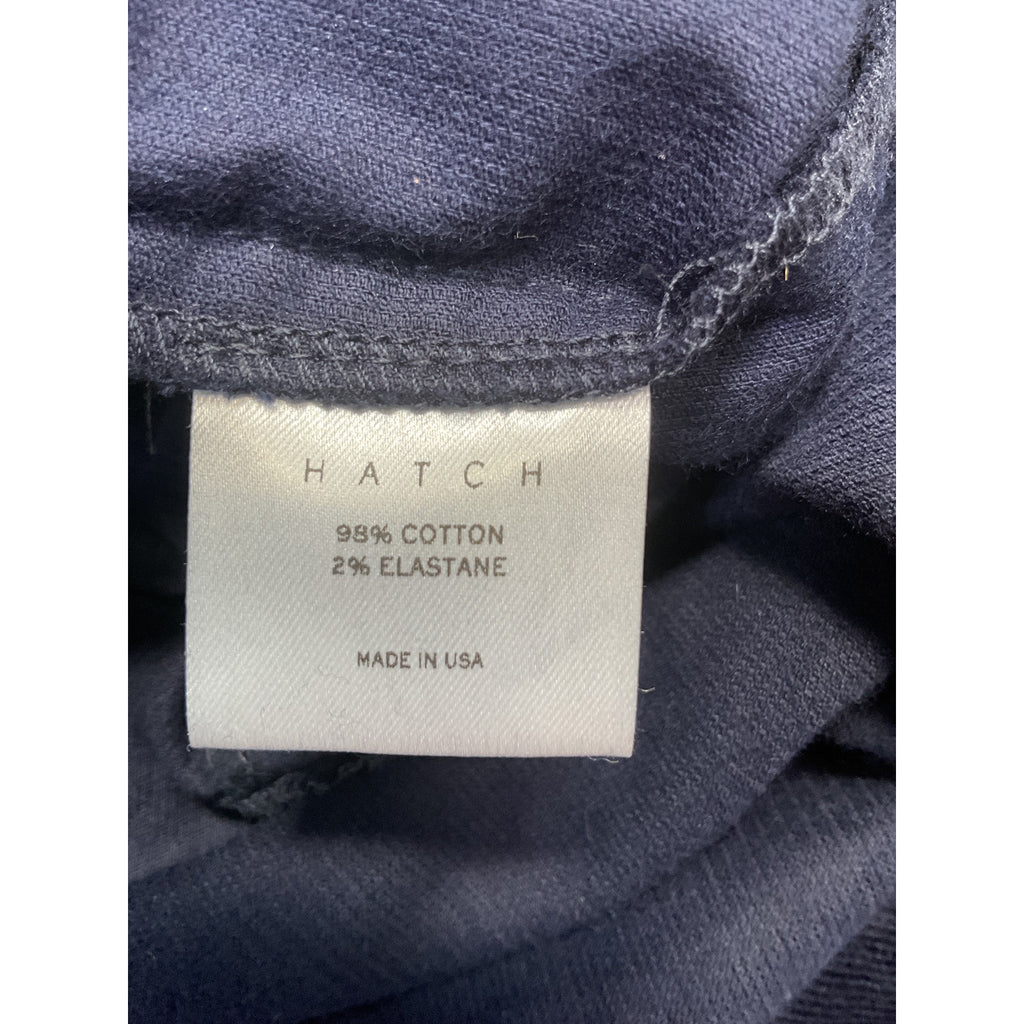 HATCH
98% COTTON
2% ELASTANE
MADE IN USA